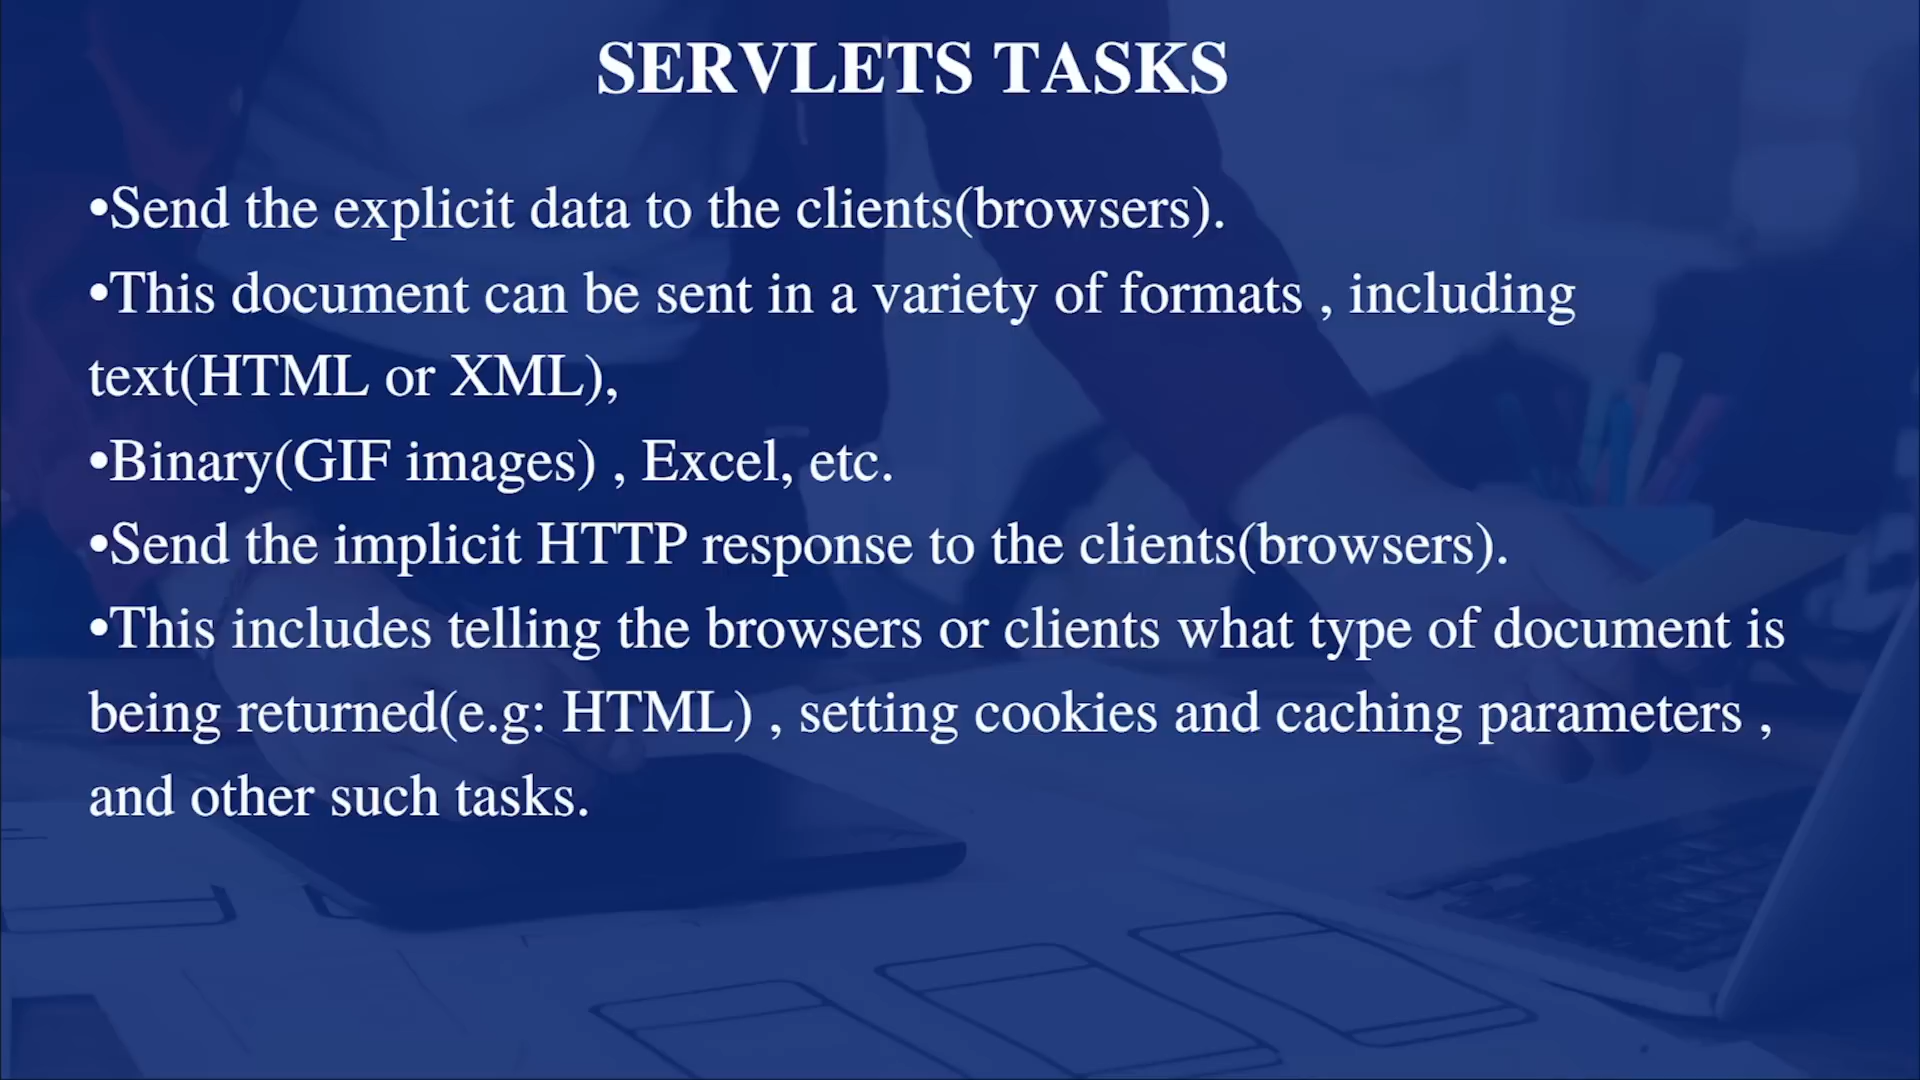 SERVLETS TASKS
•Send the explicit data to the clients(browsers).
•This document can be sent in a variety of formats , including
text(HTML or XML),
•Binary(GIF images) , Excel, etc.
•Send the implicit HTTP response to the clients(browsers).
•This includes telling the browsers or clients what type of document is
being returned(e.g: HTML) , setting cookies and caching parameters ,
and other such tasks.